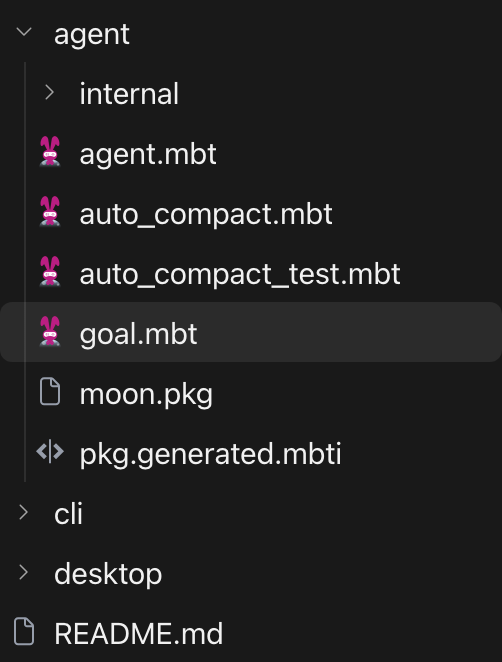 agent
internal
agent.mbt
auto_compact.mbt
auto_compact_test.mbt
goal.mbt
moon.pkg
pkg.generated.mbti
cli
desktop
README.md